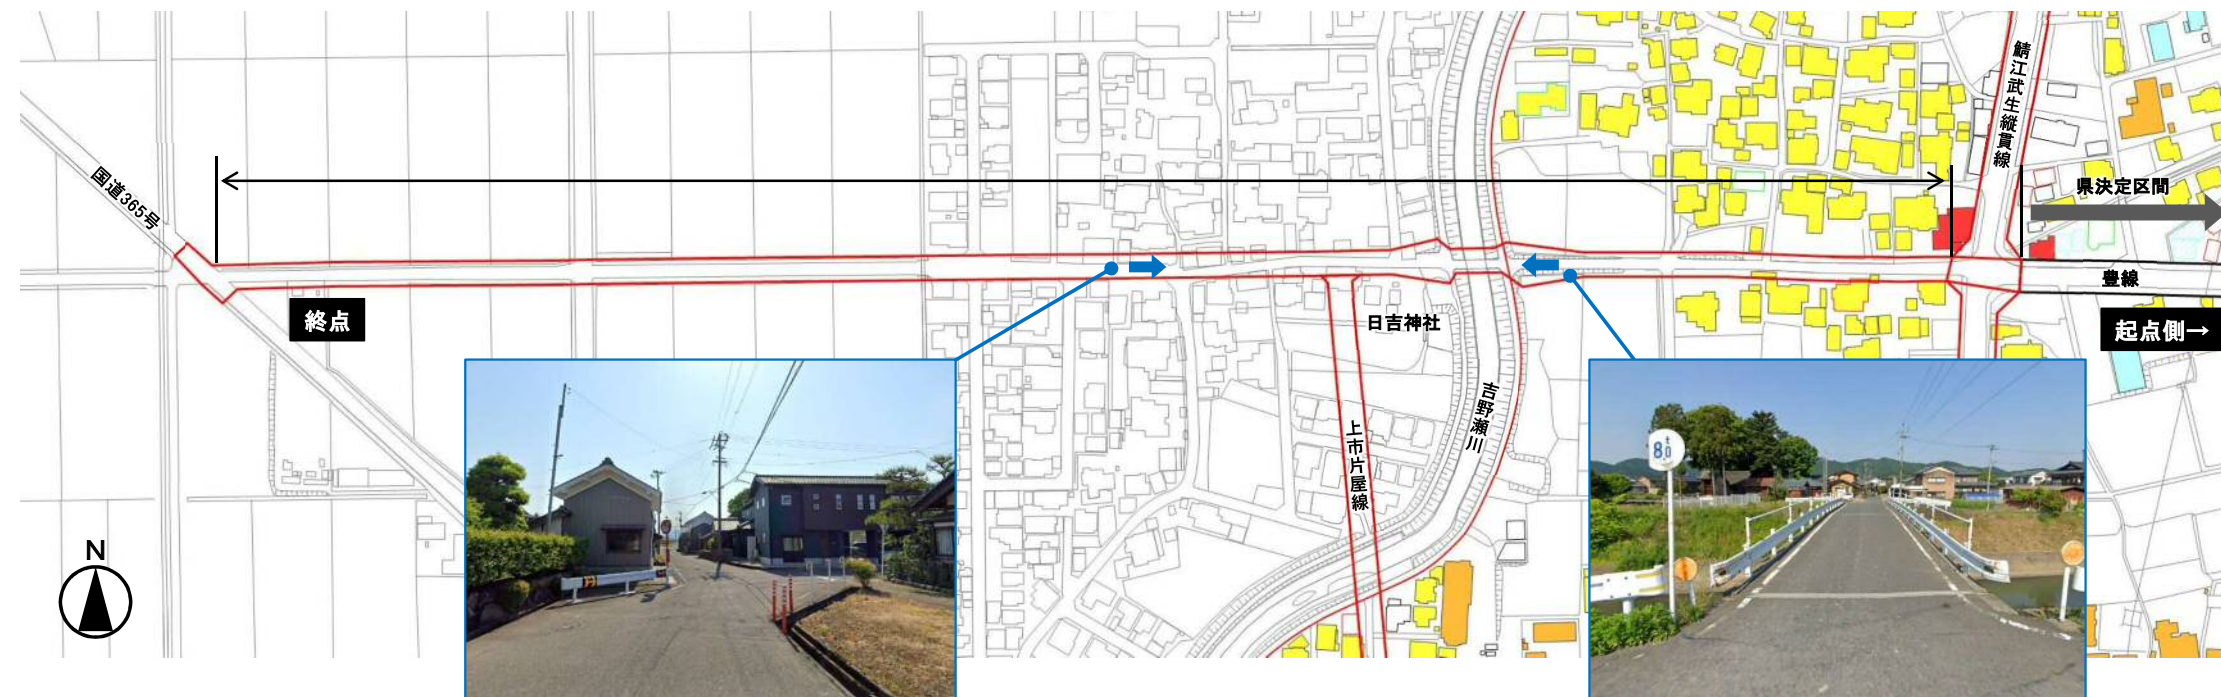 鯖江武生縦貫線
県決定区間
国道365号
豊線
終点
日吉神社
起点側→
吉野瀬川
上市片屋線
8.0t
N